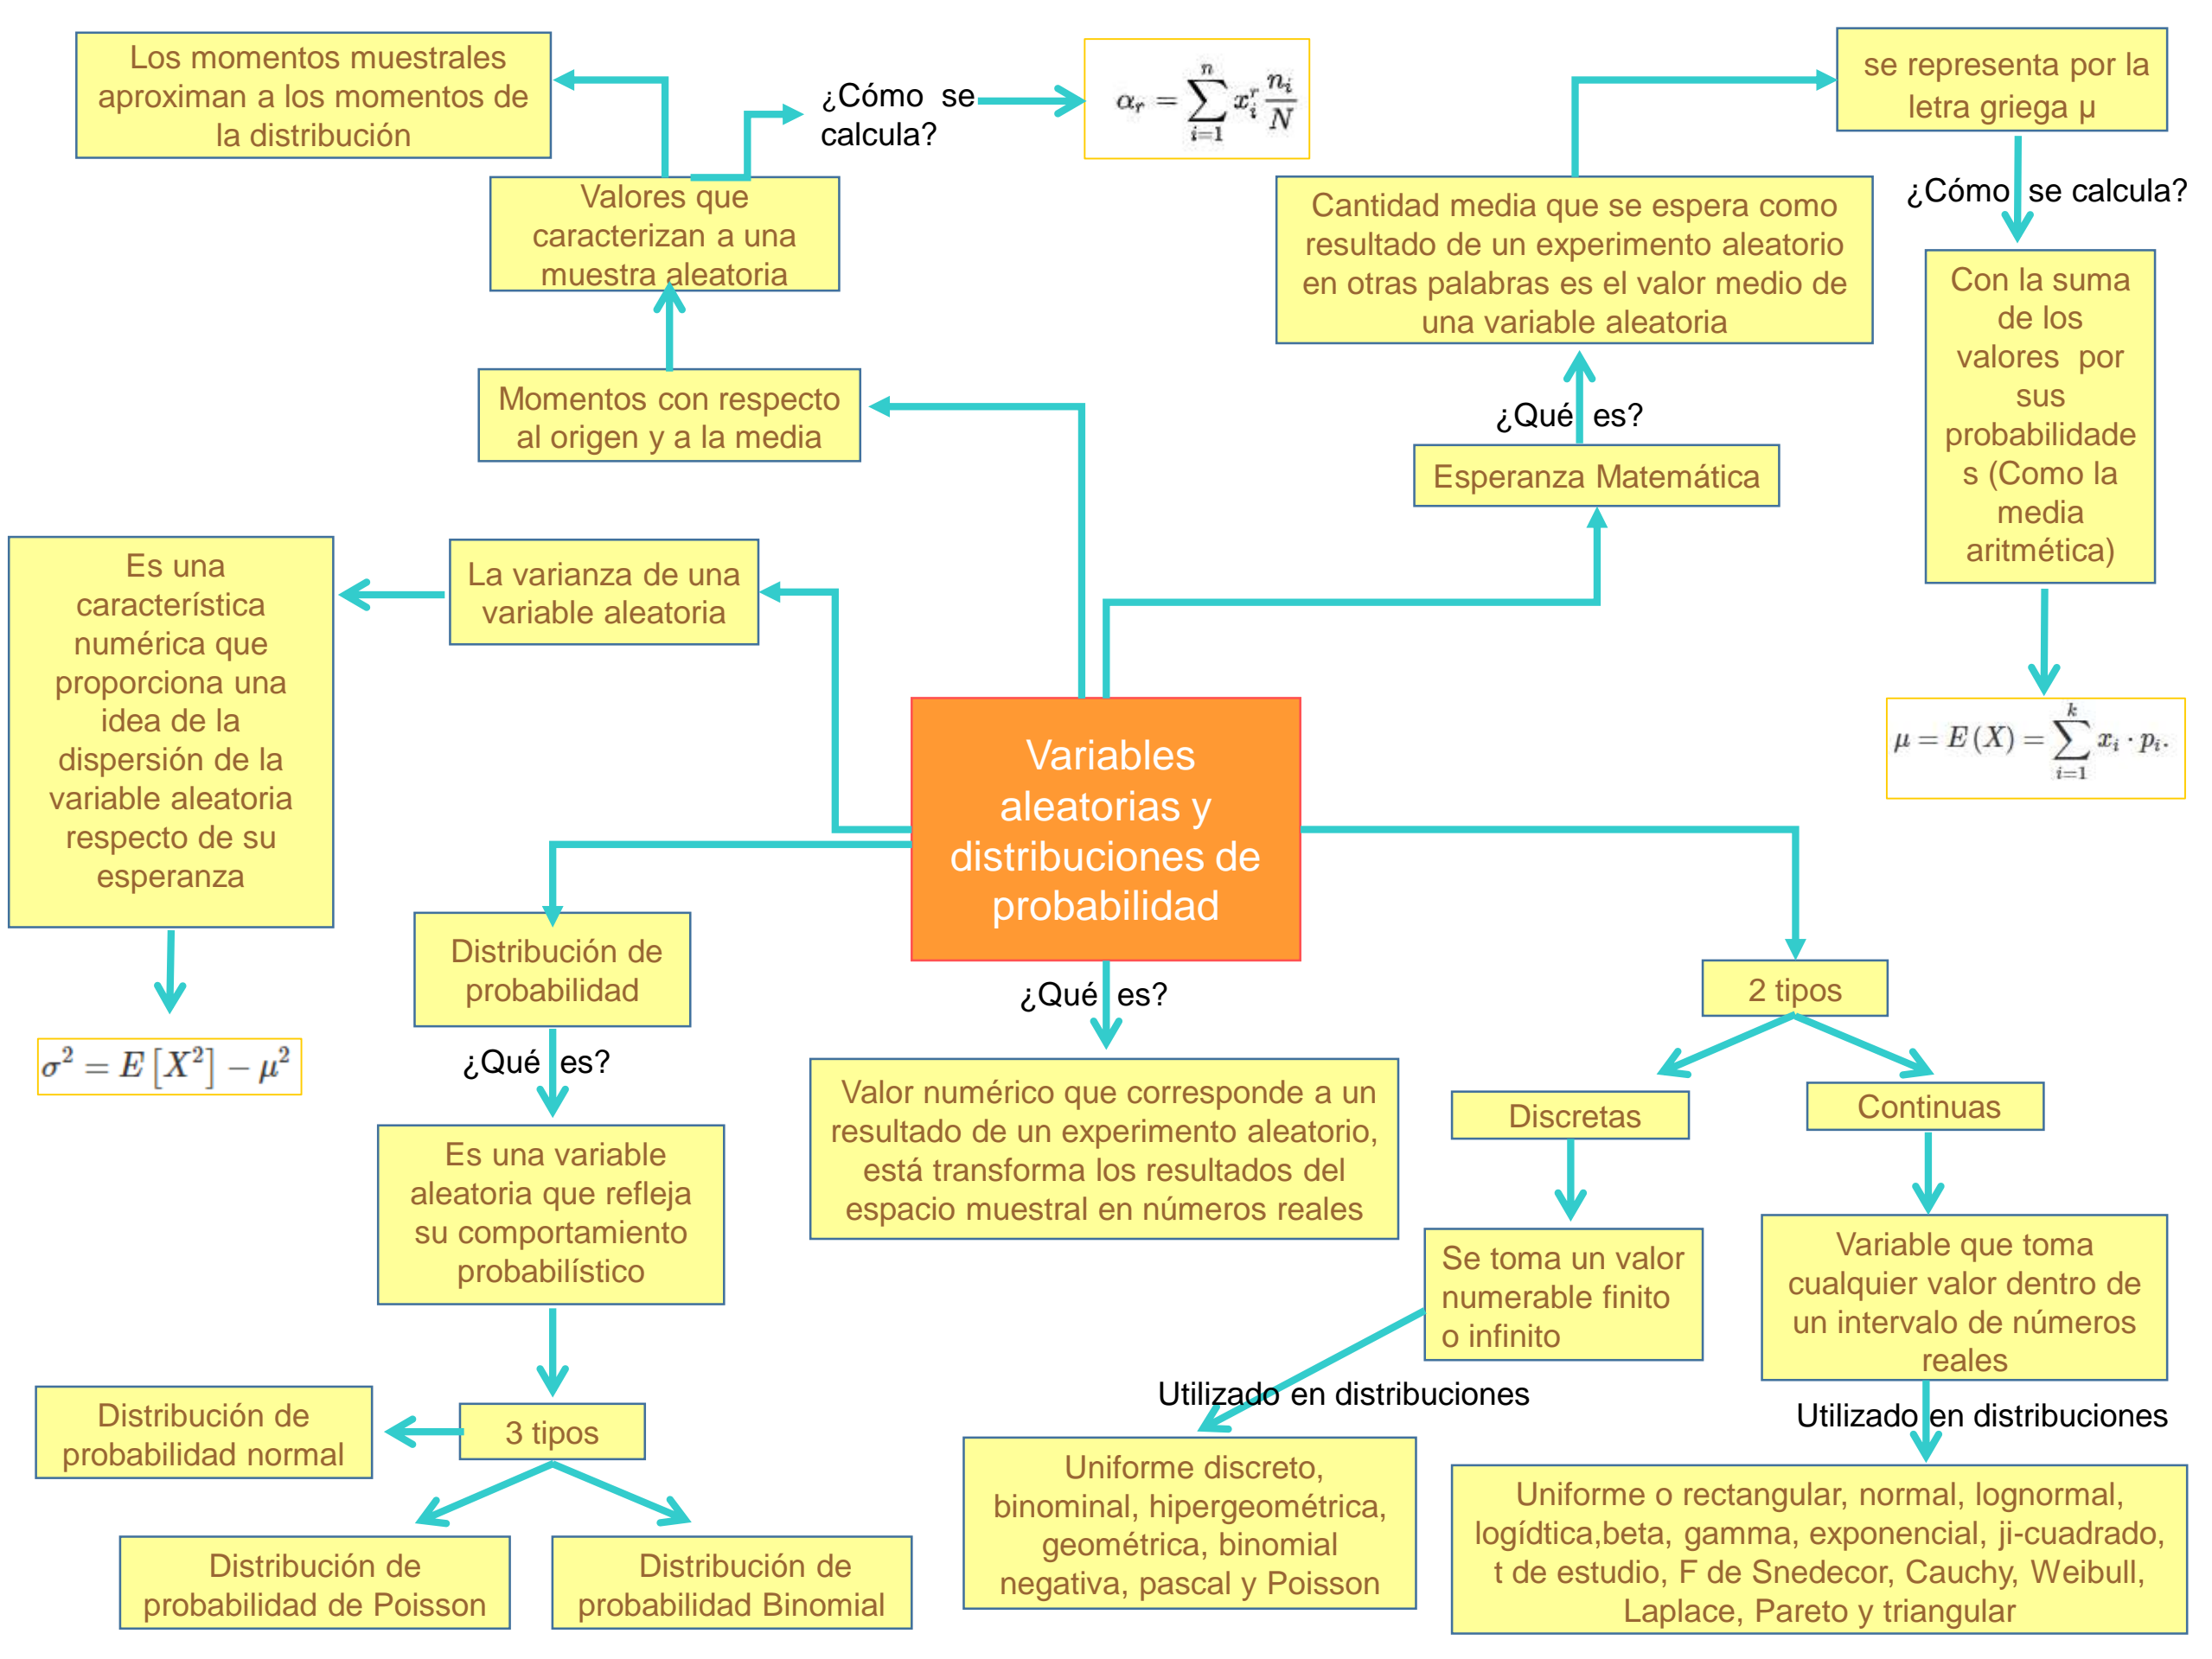 Los momentos muestrales
aproximan a los momentos de
la distribución
¿Cómo se
calcula?
α_r = ∑_{i=1}^{n} x_i^r n_i/N
se representa por la
letra griega μ
Valores que
caracterizan a una
muestra aleatoria
Cantidad media que se espera como
resultado de un experimento aleatorio
en otras palabras es el valor medio de
una variable aleatoria
¿Cómo se calcula?
Con la suma
de los
valores por
sus
probabilidade
s (Como la
media
aritmética)
Momentos con respecto
al origen y a la media
¿Qué es?
Esperanza Matemática
Es una
característica
numérica que
proporciona una
idea de la
dispersión de la
variable aleatoria
respecto de su
esperanza
La varianza de una
variable aleatoria
μ = E (X) = ∑_{i=1}^{k} x_i · p_i.
Variables
aleatorias y
distribuciones de
probabilidad
Distribución de
probabilidad
¿Qué es?
2 tipos
σ² = E [X²] − μ²
¿Qué es?
Valor numérico que corresponde a un
resultado de un experimento aleatorio,
está transforma los resultados del
espacio muestral en números reales
Discretas
Continuas
Es una variable
aleatoria que refleja
su comportamiento
probabilístico
Se toma un valor
numerable finito
o infinito
Variable que toma
cualquier valor dentro de
un intervalo de números
reales
Utilizado en distribuciones
Utilizado en distribuciones
Distribución de
probabilidad normal
3 tipos
Uniforme discreto,
binominal, hipergeométrica,
geométrica, binomial
negativa, pascal y Poisson
Uniforme o rectangular, normal, lognormal,
logídtica,beta, gamma, exponencial, ji-cuadrado,
t de estudio, F de Snedecor, Cauchy, Weibull,
Laplace, Pareto y triangular
Distribución de
probabilidad de Poisson
Distribución de
probabilidad Binomial